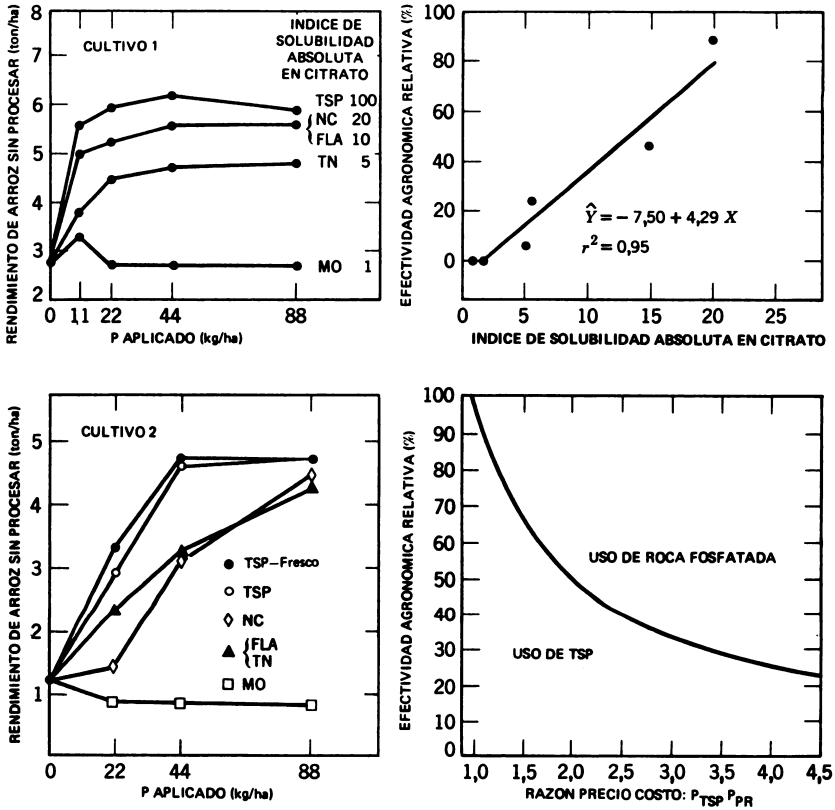 RENDIMIENTO DE ARROZ SIN PROCESAR (ton/ha)
8
7
6
5
4
3
2
CULTIVO 1
INDICE DE
SOLUBILIDAD
ABSOLUTA
EN CITRATO
TSP 100
{NC 20
FLA 10
TN 5
MO 1
0 11 22 44 88
P APLICADO (kg/ha)
EFECTIVIDAD AGRONOMICA RELATIVA (%)
100
80
60
40
20
0
Ŷ = – 7,50 + 4,29 X
r² = 0,95
0 5 10 15 20 25
INDICE DE SOLUBILIDAD ABSOLUTA EN CITRATO
RENDIMIENTO DE ARROZ SIN PROCESAR (ton/ha)
5
4
3
2
1
CULTIVO 2
TSP–Fresco
TSP
NC
{FLA
TN
MO
0 22 44 88
P APLICADO (kg/ha)
EFECTIVIDAD AGRONOMICA RELATIVA (%)
100
90
80
70
60
50
40
30
20
10
0
USO DE ROCA FOSFATADA
USO DE TSP
1,0 1,5 2,0 2,5 3,0 3,5 4,0 4,5
RAZON PRECIO COSTO: P_TSP P_PR